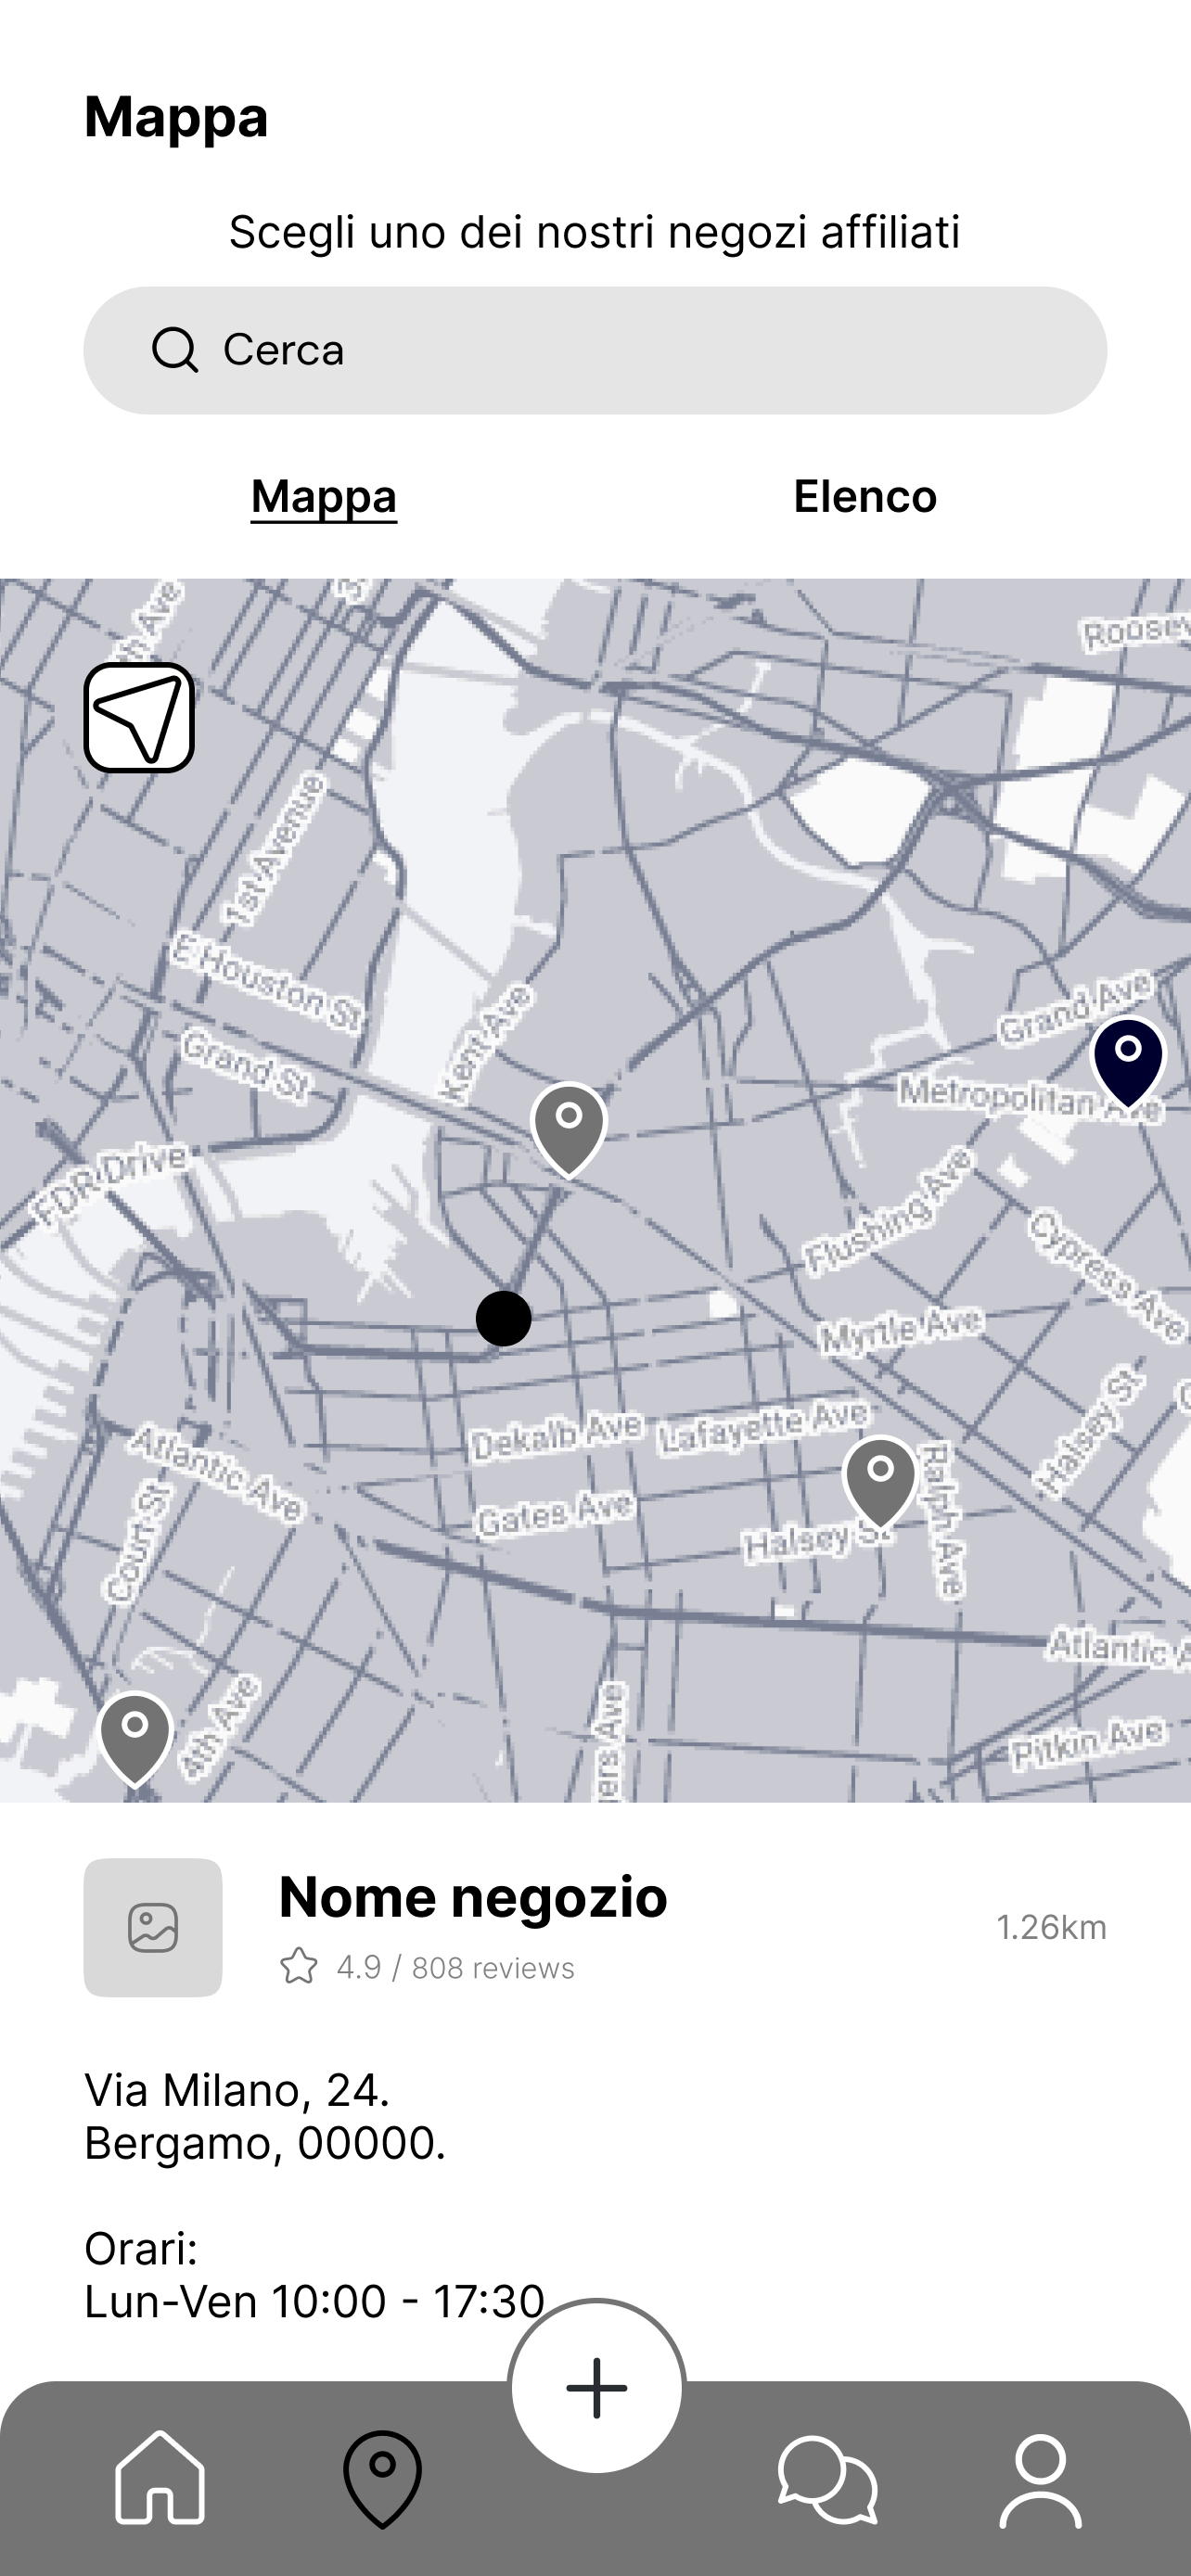 Mappa
Scegli uno dei nostri negozi affiliati
Cerca
Mappa
Elenco
1st Avenue
E Houston St
Grand St
Kent Ave
FDR Drive
Grand Ave
Metropolitan Ave
Flushing Ave
Cypress Ave
Myrtle Ave
Halsey St
Dekalb Ave
Lafayette Ave
Atlantic Ave
Court St
Gates Ave
Halsey St
Ralph Ave
Atlantic A
4th Ave
Pitkin Ave
Nome negozio
4.9 / 808 reviews
1.26km
Via Milano, 24.
Bergamo, 00000.
Orari:
Lun-Ven 10:00 - 17:30